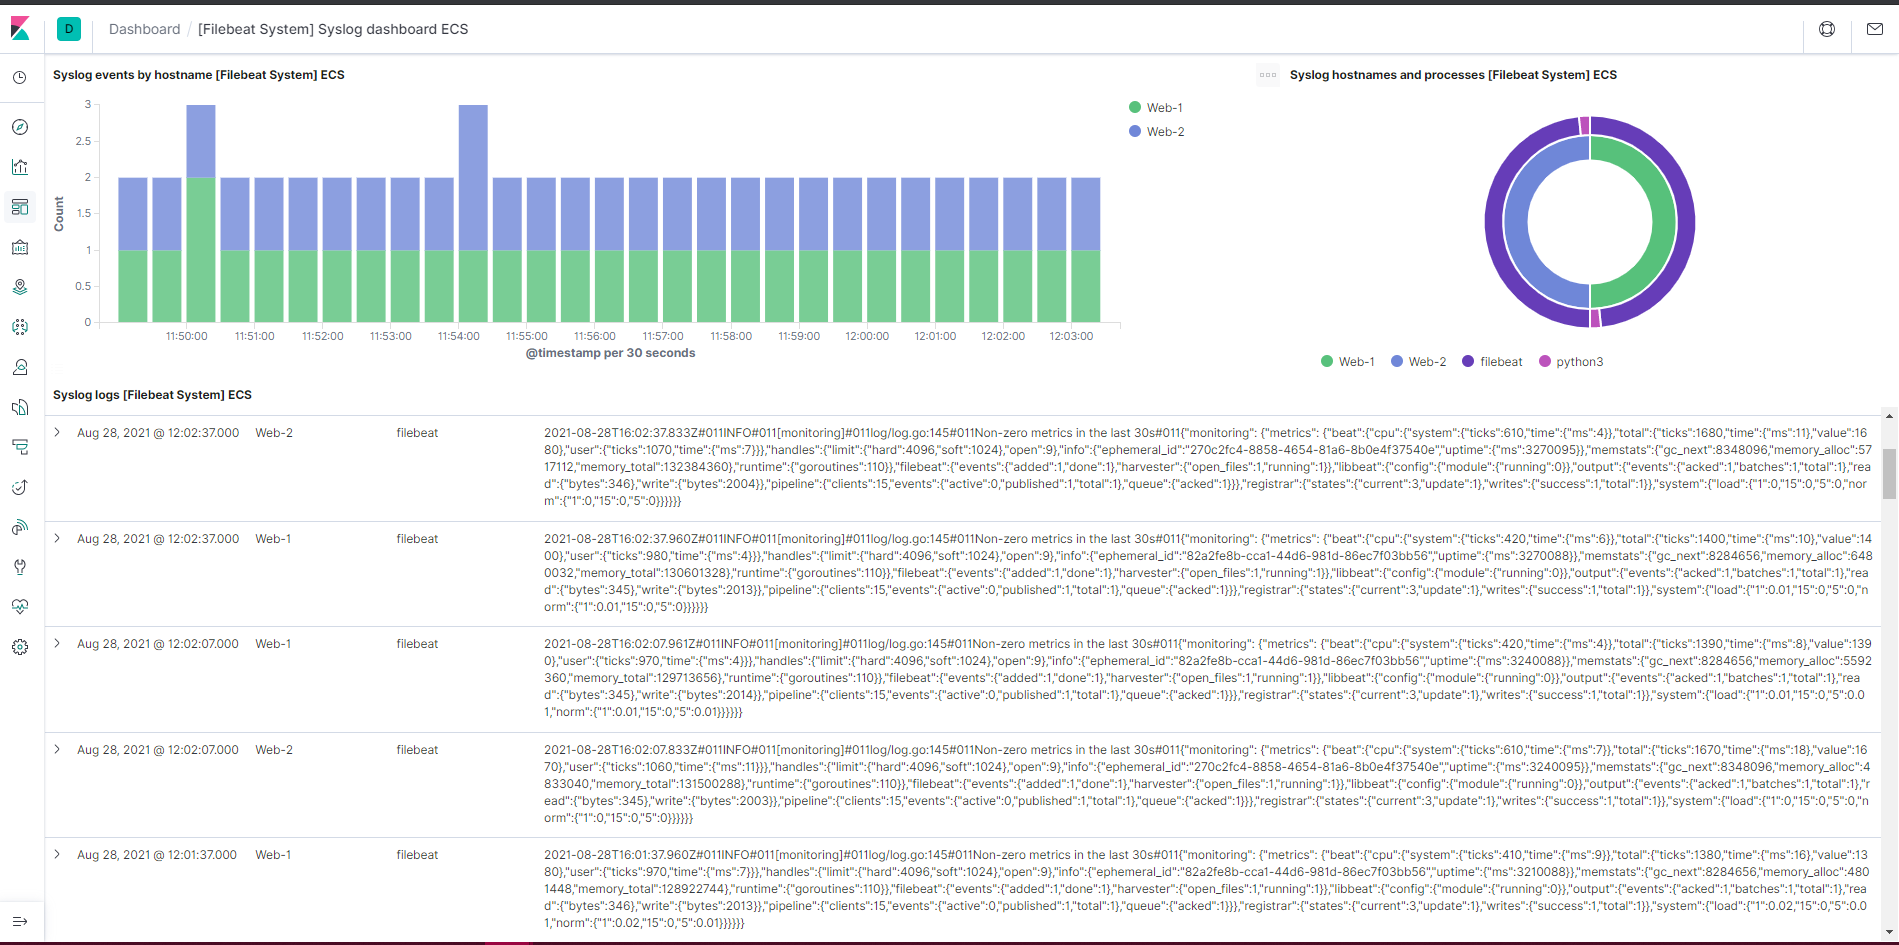 D
Dashboard / [Filebeat System] Syslog dashboard ECS
Syslog events by hostname [Filebeat System] ECS
3
2.5
2
1.5
1
0.5
0
Count
11:50:00 11:51:00 11:52:00 11:53:00 11:54:00 11:55:00 11:56:00 11:57:00 11:58:00 11:59:00 12:00:00 12:01:00 12:02:00 12:03:00
@timestamp per 30 seconds
Web-1
Web-2
Syslog hostnames and processes [Filebeat System] ECS
Web-1 Web-2 filebeat python3
Syslog logs [Filebeat System] ECS
Aug 28, 2021 @ 12:02:37.000 Web-2 filebeat 2021-08-28T16:02:37.833Z#011INFO#011[monitoring]#011log/log.go:145#011Non-zero metrics in the last 30s#011{"monitoring": {"metrics": {"beat":{"cpu":{"system":{"ticks":610,"time":{"ms":4}},"total":{"ticks":1680,"time":{"ms":11},"value":16
80},"user":{"ticks":1070,"time":{"ms":7}}},"handles":{"limit":{"hard":4096,"soft":1024},"open":9},"info":{"ephemeral_id":"270c2fc4-8858-4654-81a6-8b0e4f37540e","uptime":{"ms":3270095}},"memstats":{"gc_next":8348096,"memory_alloc":57
17112,"memory_total":132384360},"runtime":{"goroutines":110}},"filebeat":{"events":{"added":1,"done":1},"harvester":{"open_files":1,"running":1}},"libbeat":{"config":{"module":{"running":0}},"output":{"events":{"acked":1,"batches":1,"total":1},"read
":{"bytes":346},"write":{"bytes":2004}},"pipeline":{"clients":15,"events":{"active":0,"published":1,"total":1},"queue":{"acked":1}}},"registrar":{"states":{"current":3,"update":1},"writes":{"success":1,"total":1}},"system":{"load":{"1":0,"15":0,"5":0,"nor
m":{"1":0,"15":0,"5":0}}}}}}
Aug 28, 2021 @ 12:02:37.000 Web-1 filebeat 2021-08-28T16:02:37.960Z#011INFO#011[monitoring]#011log/log.go:145#011Non-zero metrics in the last 30s#011{"monitoring": {"metrics": {"beat":{"cpu":{"system":{"ticks":420,"time":{"ms":6}},"total":{"ticks":1400,"time":{"ms":10},"value":14
00},"user":{"ticks":980,"time":{"ms":4}}},"handles":{"limit":{"hard":4096,"soft":1024},"open":9},"info":{"ephemeral_id":"82a2fe8b-cca1-44d6-981d-86ec7f03bb56","uptime":{"ms":3270088}},"memstats":{"gc_next":8284656,"memory_alloc":648
0032,"memory_total":130601328},"runtime":{"goroutines":110}},"filebeat":{"events":{"added":1,"done":1},"harvester":{"open_files":1,"running":1}},"libbeat":{"config":{"module":{"running":0}},"output":{"events":{"acked":1,"batches":1,"total":1},"rea
d":{"bytes":345},"write":{"bytes":2013}},"pipeline":{"clients":15,"events":{"active":0,"published":1,"total":1},"queue":{"acked":1}}},"registrar":{"states":{"current":3,"update":1},"writes":{"success":1,"total":1}},"system":{"load":{"1":0.01,"15":0,"5":0,"n
orm":{"1":0.01,"15":0,"5":0}}}}}}
Aug 28, 2021 @ 12:02:07.000 Web-1 filebeat 2021-08-28T16:02:07.961Z#011INFO#011[monitoring]#011log/log.go:145#011Non-zero metrics in the last 30s#011{"monitoring": {"metrics": {"beat":{"cpu":{"system":{"ticks":420,"time":{"ms":4}},"total":{"ticks":1390,"time":{"ms":8},"value":139
0},"user":{"ticks":970,"time":{"ms":4}}},"handles":{"limit":{"hard":4096,"soft":1024},"open":9},"info":{"ephemeral_id":"82a2fe8b-cca1-44d6-981d-86ec7f03bb56","uptime":{"ms":3240088}},"memstats":{"gc_next":8284656,"memory_alloc":5592
360,"memory_total":129713656},"runtime":{"goroutines":110}},"filebeat":{"events":{"added":1,"done":1},"harvester":{"open_files":1,"running":1}},"libbeat":{"config":{"module":{"running":0}},"output":{"events":{"acked":1,"batches":1,"total":1},"rea
d":{"bytes":345},"write":{"bytes":2014}},"pipeline":{"clients":15,"events":{"active":0,"published":1,"total":1},"queue":{"acked":1}}},"registrar":{"states":{"current":3,"update":1},"writes":{"success":1,"total":1}},"system":{"load":{"1":0.01,"15":0,"5":0.0
1,"norm":{"1":0.01,"15":0,"5":0.01}}}}}}
Aug 28, 2021 @ 12:02:07.000 Web-2 filebeat 2021-08-28T16:02:07.833Z#011INFO#011[monitoring]#011log/log.go:145#011Non-zero metrics in the last 30s#011{"monitoring": {"metrics": {"beat":{"cpu":{"system":{"ticks":610,"time":{"ms":7}},"total":{"ticks":1670,"time":{"ms":18},"value":16
70},"user":{"ticks":1060,"time":{"ms":11}}},"handles":{"limit":{"hard":4096,"soft":1024},"open":9},"info":{"ephemeral_id":"270c2fc4-8858-4654-81a6-8b0e4f37540e","uptime":{"ms":3240095}},"memstats":{"gc_next":8348096,"memory_alloc":4
833040,"memory_total":131500288},"runtime":{"goroutines":110}},"filebeat":{"events":{"added":1,"done":1},"harvester":{"open_files":1,"running":1}},"libbeat":{"config":{"module":{"running":0}},"output":{"events":{"acked":1,"batches":1,"total":1},"r
ead":{"bytes":345},"write":{"bytes":2003}},"pipeline":{"clients":15,"events":{"active":0,"published":1,"total":1},"queue":{"acked":1}}},"registrar":{"states":{"current":3,"update":1},"writes":{"success":1,"total":1}},"system":{"load":{"1":0,"15":0,"5":0,"n
orm":{"1":0,"15":0,"5":0}}}}}}
Aug 28, 2021 @ 12:01:37.000 Web-1 filebeat 2021-08-28T16:01:37.960Z#011INFO#011[monitoring]#011log/log.go:145#011Non-zero metrics in the last 30s#011{"monitoring": {"metrics": {"beat":{"cpu":{"system":{"ticks":410,"time":{"ms":9}},"total":{"ticks":1380,"time":{"ms":16},"value":13
80},"user":{"ticks":970,"time":{"ms":7}}},"handles":{"limit":{"hard":4096,"soft":1024},"open":9},"info":{"ephemeral_id":"82a2fe8b-cca1-44d6-981d-86ec7f03bb56","uptime":{"ms":3210088}},"memstats":{"gc_next":8284656,"memory_alloc":480
1448,"memory_total":128922744},"runtime":{"goroutines":110}},"filebeat":{"events":{"added":1,"done":1},"harvester":{"open_files":1,"running":1}},"libbeat":{"config":{"module":{"running":0}},"output":{"events":{"acked":1,"batches":1,"total":1},"read
":{"bytes":346},"write":{"bytes":2013}},"pipeline":{"clients":15,"events":{"active":0,"published":1,"total":1},"queue":{"acked":1}}},"registrar":{"states":{"current":3,"update":1},"writes":{"success":1,"total":1}},"system":{"load":{"1":0.02,"15":0,"5":0.0
1,"norm":{"1":0.02,"15":0,"5":0.01}}}}}}